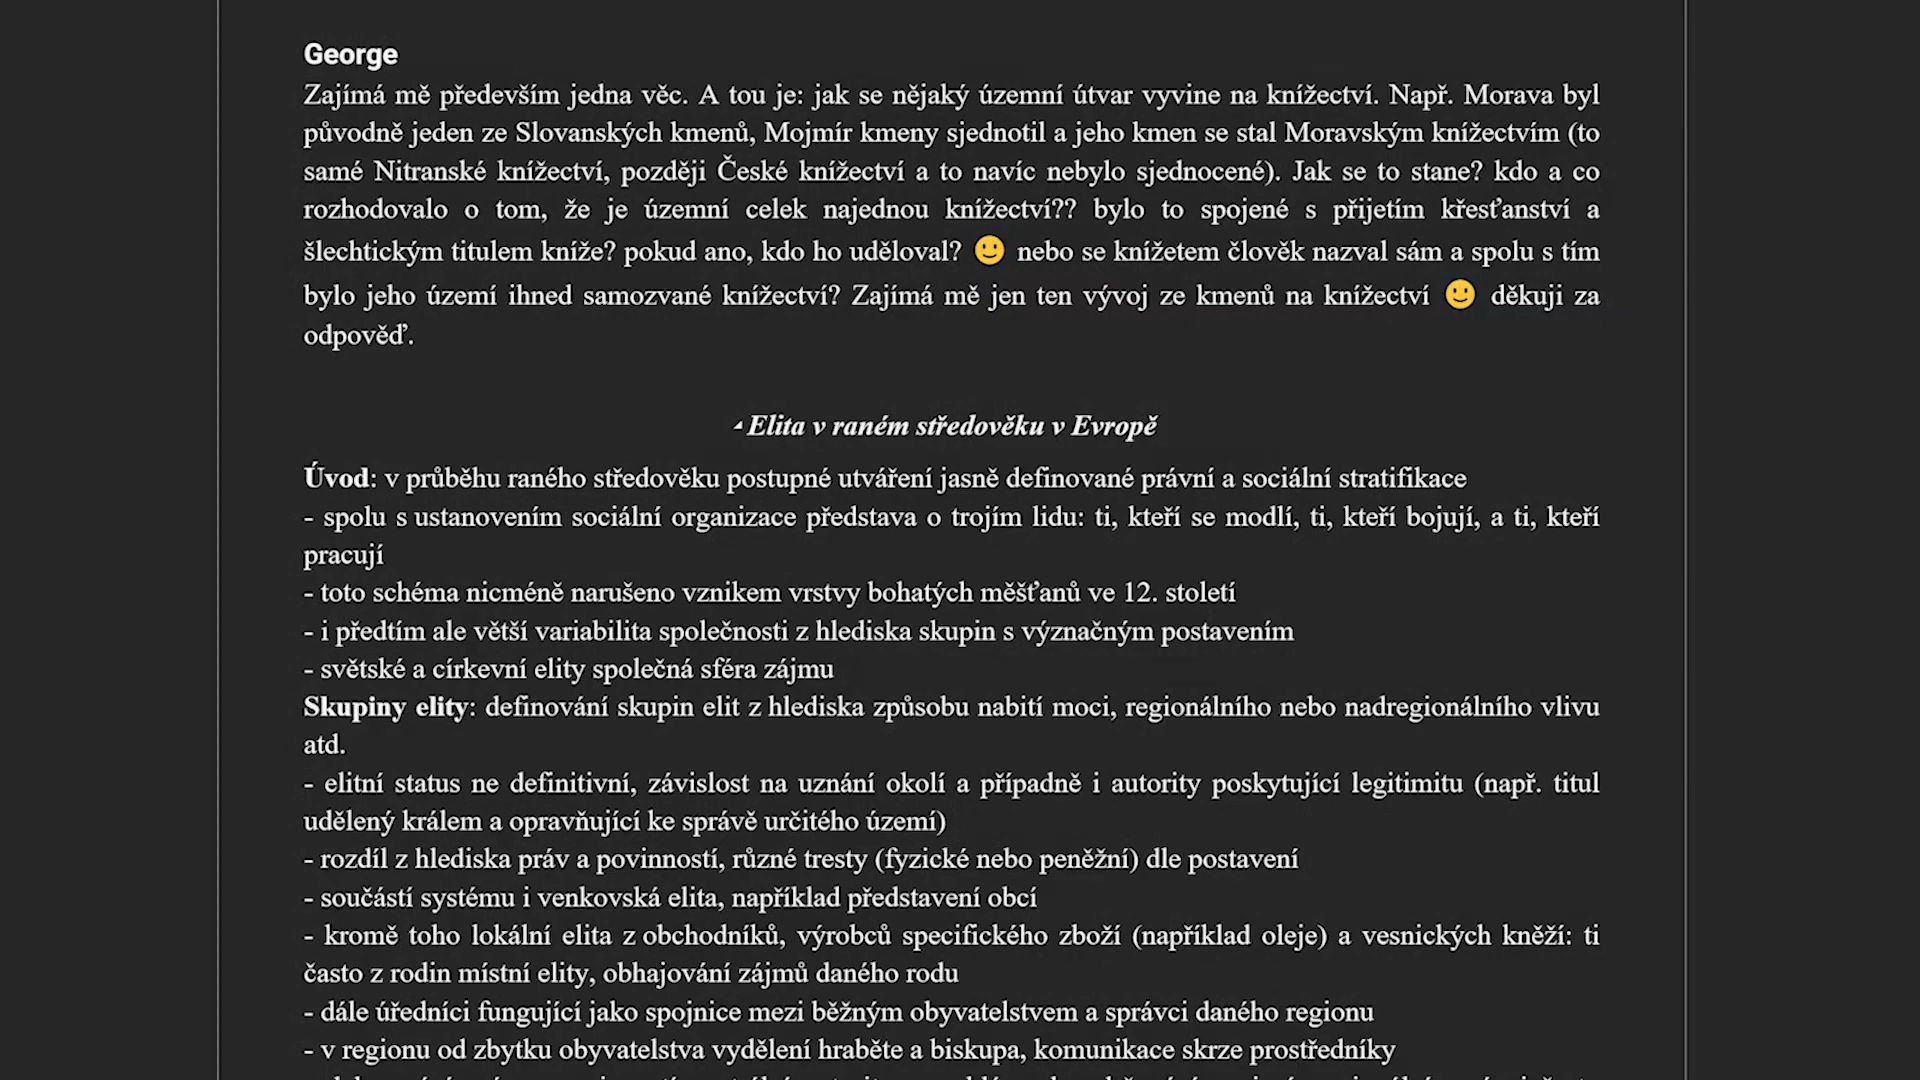 George
Zajímá mě především jedna věc. A tou je: jak se nějaký územní útvar vyvine na knížectví. Např. Morava byl
původně jeden ze Slovanských kmenů, Mojmír kmeny sjednotil a jeho kmen se stal Moravským knížectvím (to
samé Nitranské knížectví, později České knížectví a to navíc nebylo sjednocené). Jak se to stane? kdo a co
rozhodovalo o tom, že je územní celek najednou knížectví?? bylo to spojené s přijetím křesťanství a
šlechtickým titulem kníže? pokud ano, kdo ho uděloval? 🙂 nebo se knížetem člověk nazval sám a spolu s tím
bylo jeho území ihned samozvané knížectví? Zajímá mě jen ten vývoj ze kmenů na knížectví 🙂 děkuji za
odpověď.
Elita v raném středověku v Evropě
Úvod: v průběhu raného středověku postupné utváření jasně definované právní a sociální stratifikace
- spolu s ustanovením sociální organizace představa o trojím lidu: ti, kteří se modlí, ti, kteří bojují, a ti, kteří
pracují
- toto schéma nicméně narušeno vznikem vrstvy bohatých měšťanů ve 12. století
- i předtím ale větší variabilita společnosti z hlediska skupin s význačným postavením
- světské a církevní elity společná sféra zájmu
Skupiny elity: definování skupin elit z hlediska způsobu nabití moci, regionálního nebo nadregionálního vlivu
atd.
- elitní status ne definitivní, závislost na uznání okolí a případně i autority poskytující legitimitu (např. titul
udělený králem a opravňující ke správě určitého území)
- rozdíl z hlediska práv a povinností, různé tresty (fyzické nebo peněžní) dle postavení
- součástí systému i venkovská elita, například představení obcí
- kromě toho lokální elita z obchodníků, výrobců specifického zboží (například oleje) a vesnických kněží: ti
často z rodin místní elity, obhajování zájmů daného rodu
- dále úředníci fungující jako spojnice mezi běžným obyvatelstvem a správci daného regionu
- v regionu od zbytku obyvatelstva vydělení hraběte a biskupa, komunikace skrze prostředníky